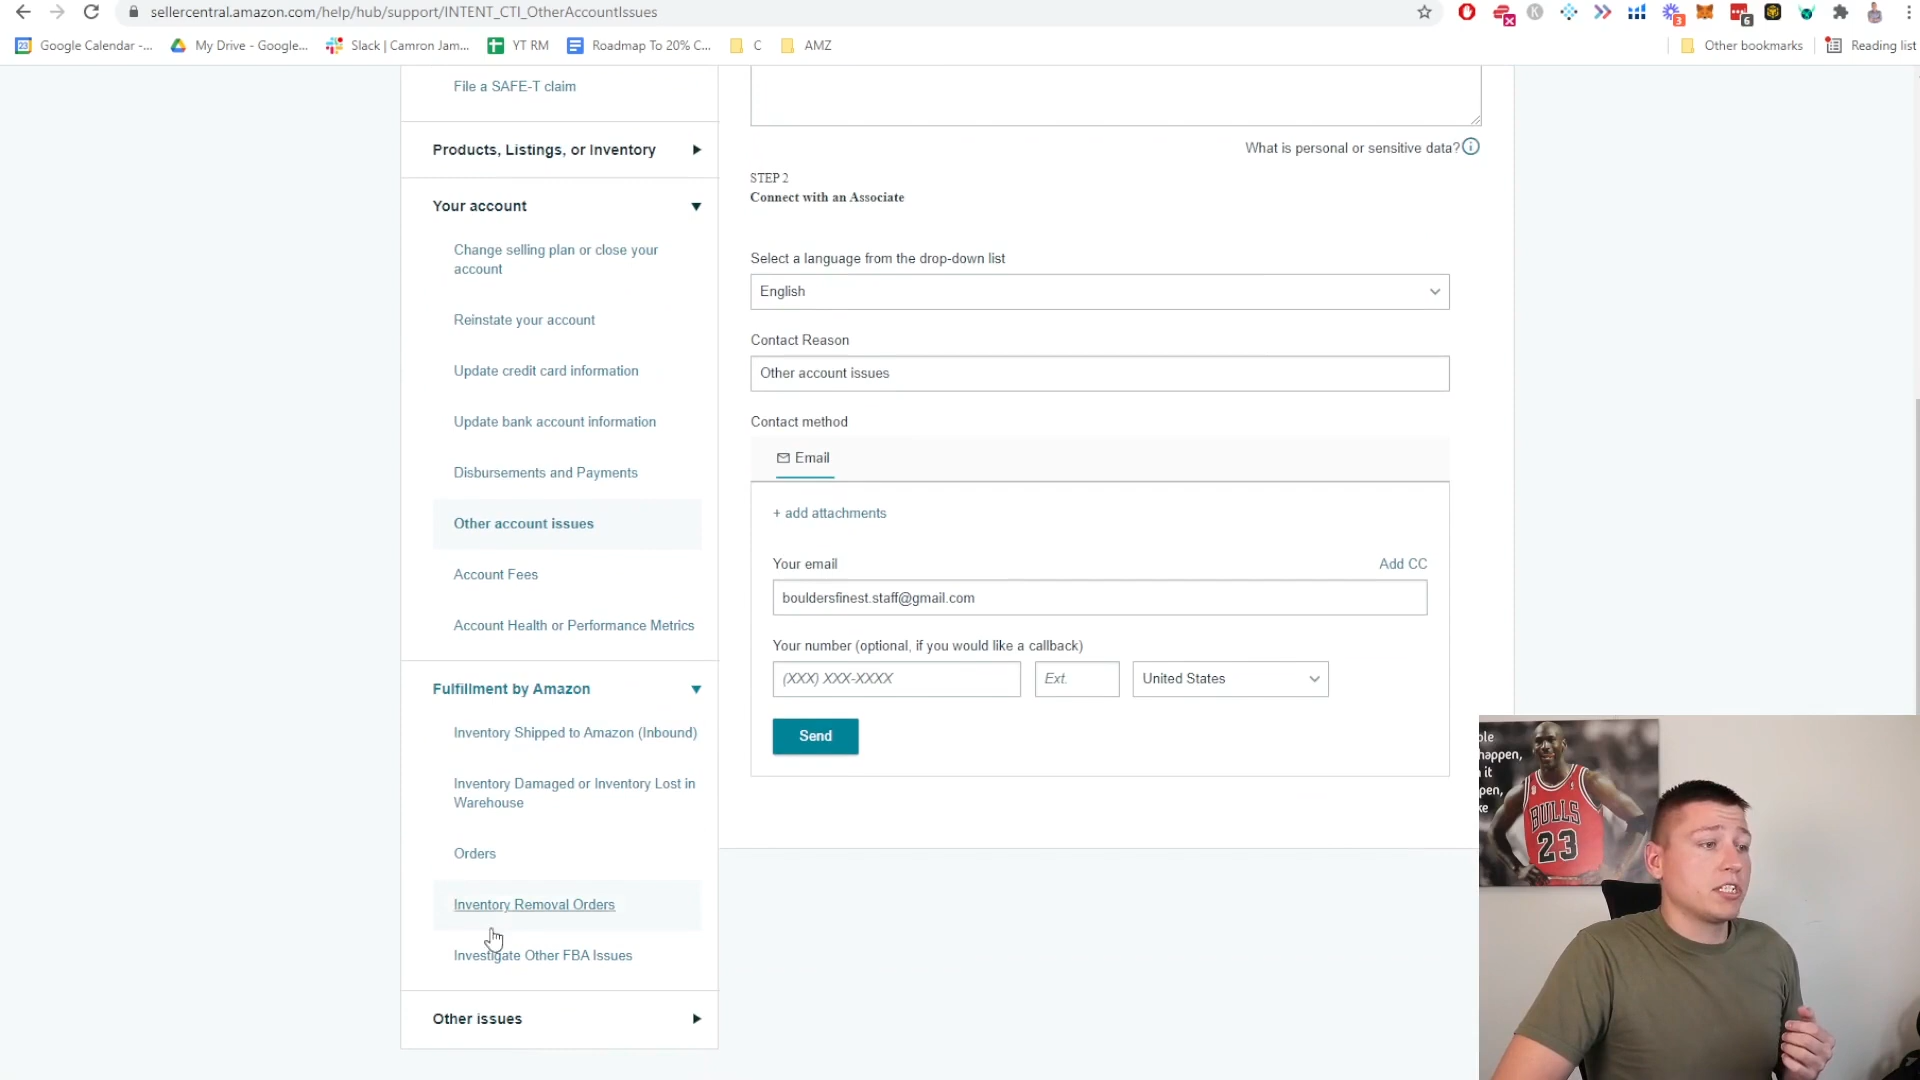 sellercentral.amazon.com/help/hub/support/INTENT_CTI_OtherAccountIssues
Google Calendar -...
My Drive - Google...
Slack | Camron Jam...
YT RM
Roadmap To 20% C...
C
AMZ
Other bookmarks
Reading list
File a SAFE-T claim
Products, Listings, or Inventory
Your account
Change selling plan or close your
account
Reinstate your account
Update credit card information
Update bank account information
Disbursements and Payments
Other account issues
Account Fees
Account Health or Performance Metrics
Fulfillment by Amazon
Inventory Shipped to Amazon (Inbound)
Inventory Damaged or Inventory Lost in
Warehouse
Orders
Inventory Removal Orders
Investigate Other FBA Issues
Other issues
What is personal or sensitive data?
STEP 2
Connect with an Associate
Select a language from the drop-down list
English
Contact Reason
Other account issues
Contact method
Email
+ add attachments
Your email
Add CC
bouldersfinest.staff@gmail.com
Your number (optional, if you would like a callback)
(XXX) XXX-XXXX
Ext.
United States
Send
ple
happen,
it
pen,
ke
BULLS
23